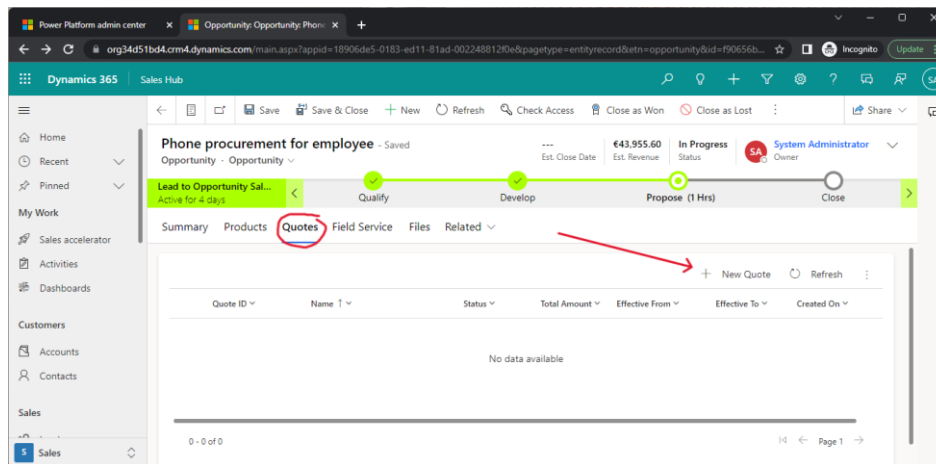 Power Platform admin center
Opportunity: Opportunity: Phone
org34d51bd4.crm4.dynamics.com/main.aspx?appid=18906de5-0183-ed11-81ad-002248812f0e&pagetype=entityrecord&etn=opportunity&id=f90656b... Incognito Update
Dynamics 365 Sales Hub SA
Save Save & Close New Refresh Check Access Close as Won Close as Lost Share
Home
Recent
Pinned
My Work
Sales accelerator
Activities
Dashboards
Customers
Accounts
Contacts
Sales
S Sales
Phone procurement for employee - Saved
Opportunity · Opportunity
---
Est. Close Date
€43,955.60
Est. Revenue
In Progress
Status
SA
System Administrator
Owner
Lead to Opportunity Sal...
Active for 4 days
Qualify Develop Propose (1 Hrs) Close
Summary Products Quotes Field Service Files Related
New Quote Refresh
Quote ID Name ↑ Status Total Amount Effective From Effective To Created On
No data available
0 - 0 of 0 Page 1